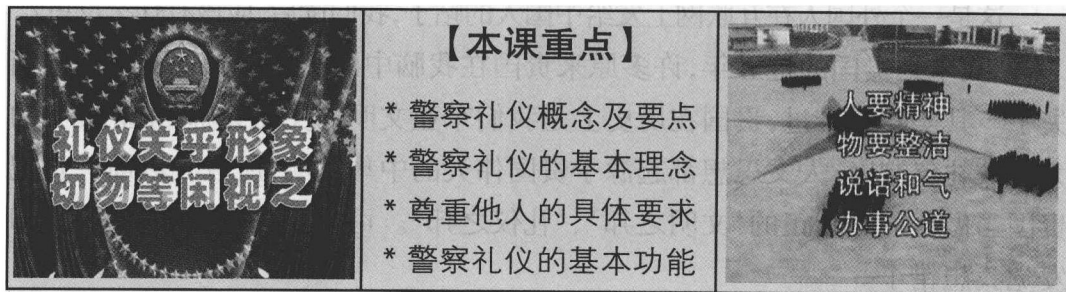 礼仪关乎形象
切勿等闲视之
【本课重点】
* 警察礼仪概念及要点
* 警察礼仪的基本理念
* 尊重他人的具体要求
* 警察礼仪的基本功能
人要精神
物要整洁
说话和气
办事公道